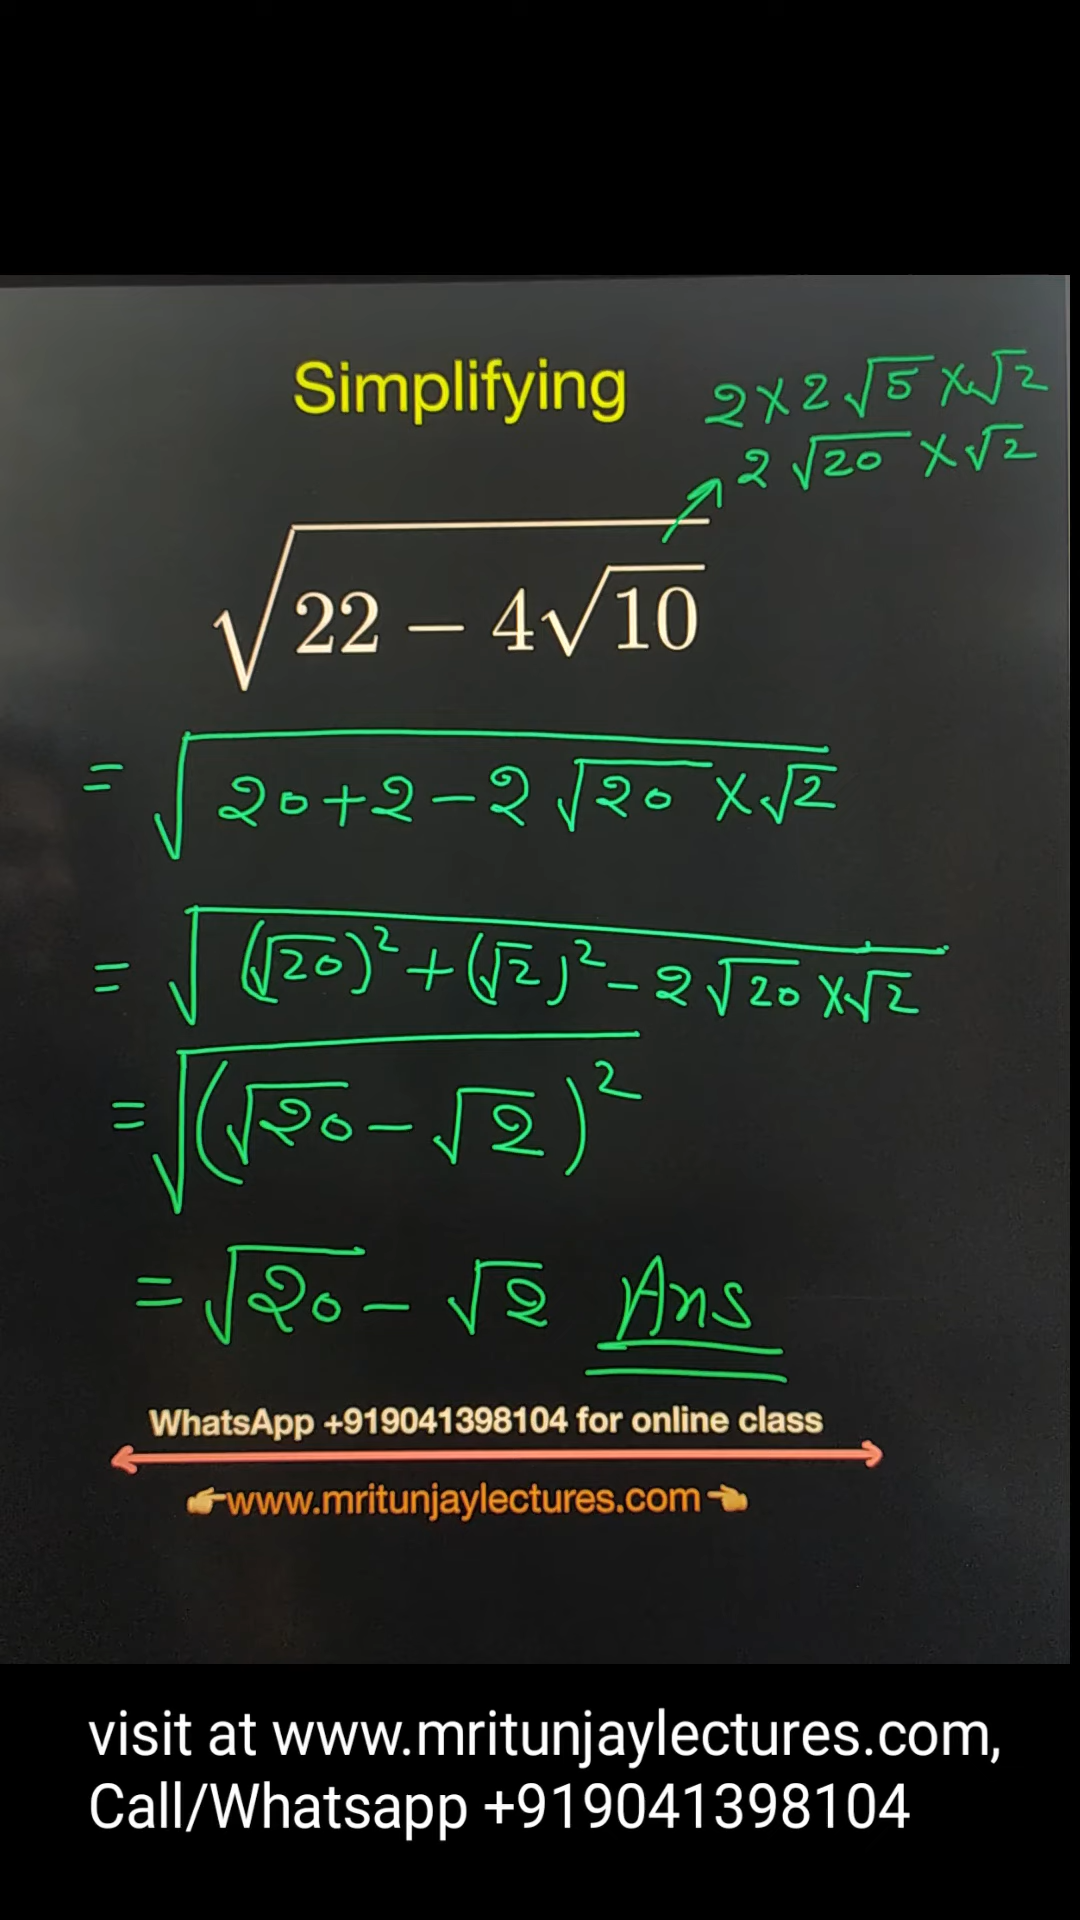 Simplifying
2×2√5×√2
2√20×√2
√(22 − 4√10)
= √(20+2−2√20×√2)
= √((√20)²+(√2)²−2√20×√2)
= √((√20−√2)²)
= √20 − √2 Ans
WhatsApp +919041398104 for online class
👉www.mritunjaylectures.com👈
visit at www.mritunjaylectures.com,
Call/Whatsapp +919041398104